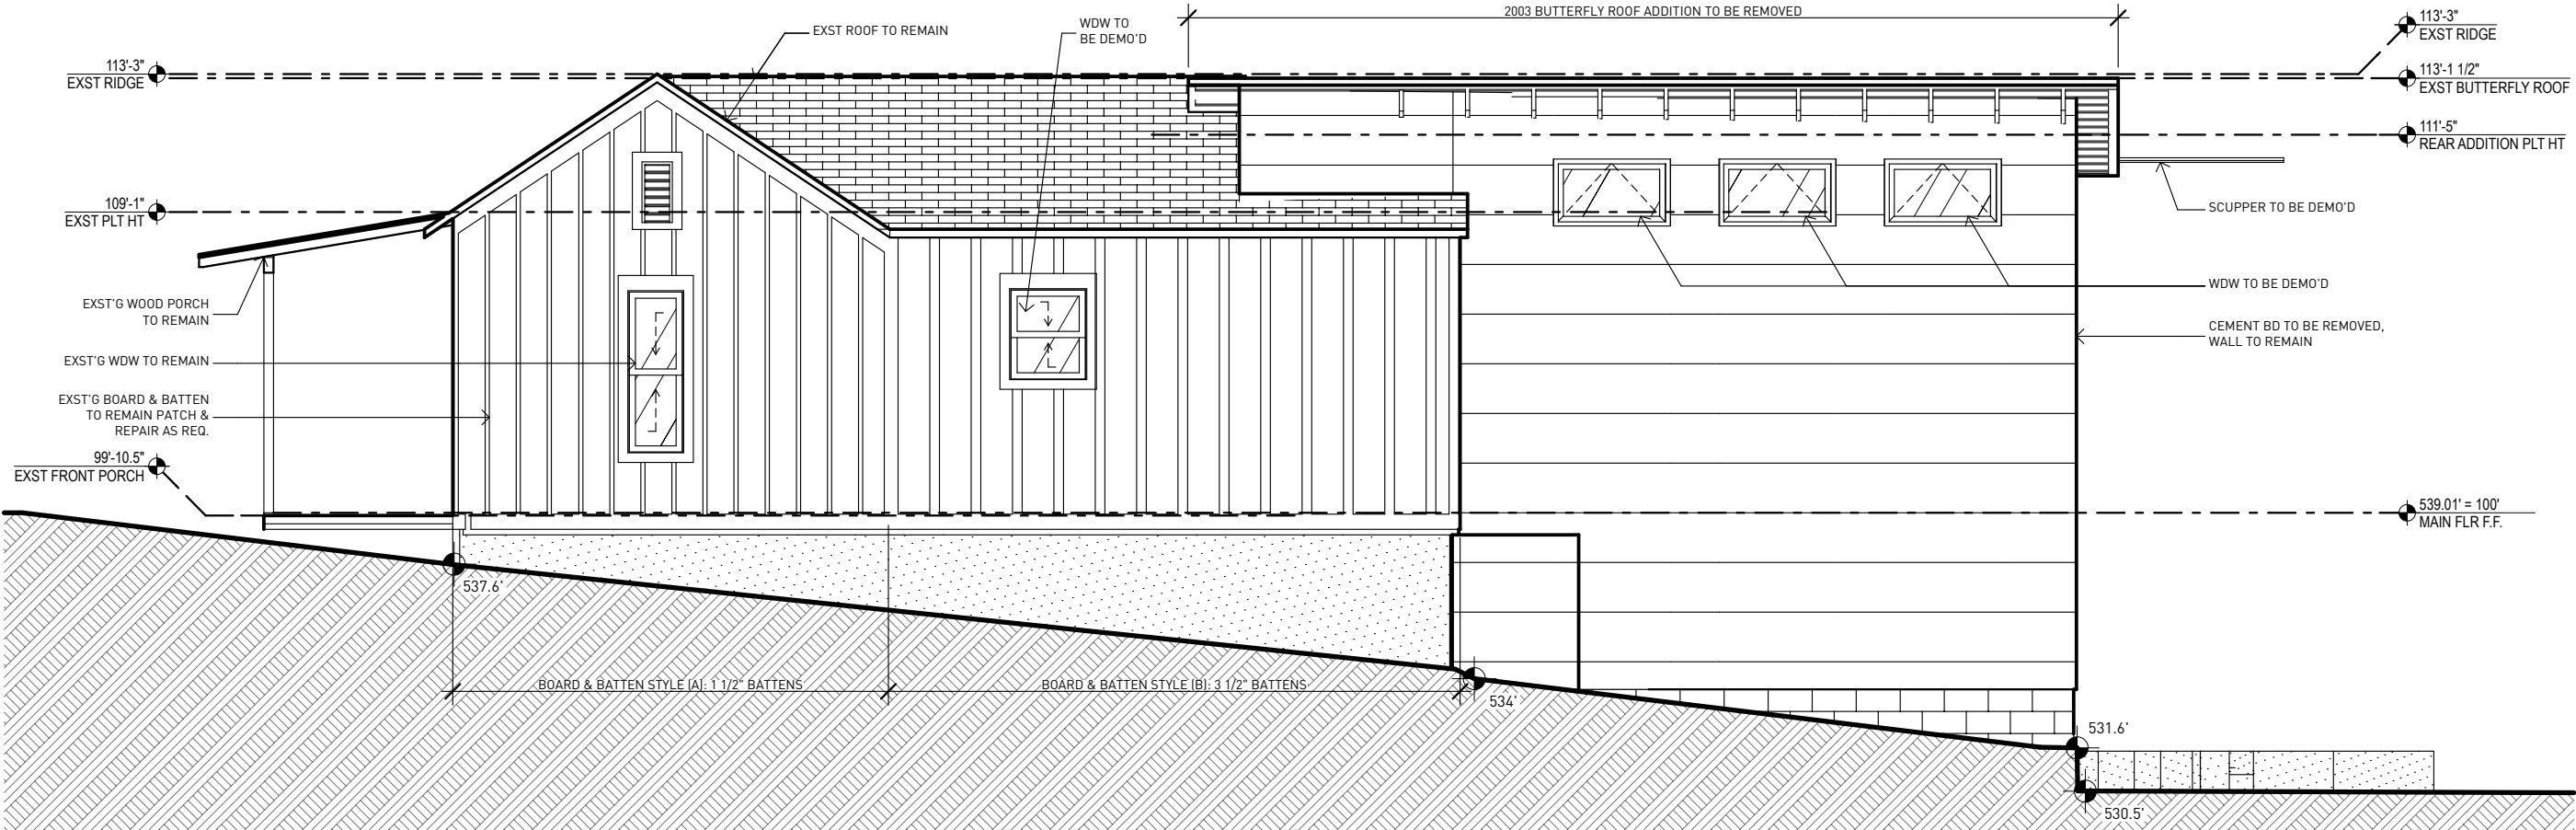 2003 BUTTERFLY ROOF ADDITION TO BE REMOVED
EXST ROOF TO REMAIN
WDW TO
BE DEMO'D
113'-3"
EXST RIDGE
113'-3"
EXST RIDGE
113'-1 1/2"
EXST BUTTERFLY ROOF
111'-5"
REAR ADDITION PLT HT
109'-1"
EXST PLT HT
SCUPPER TO BE DEMO'D
WDW TO BE DEMO'D
EXST'G WOOD PORCH
TO REMAIN
CEMENT BD TO BE REMOVED,
WALL TO REMAIN
EXST'G WDW TO REMAIN
EXST'G BOARD & BATTEN
TO REMAIN PATCH &
REPAIR AS REQ.
99'-10.5"
EXST FRONT PORCH
539.01' = 100'
MAIN FLR F.F.
537.6'
BOARD & BATTEN STYLE (A): 1 1/2" BATTENS
BOARD & BATTEN STYLE (B): 3 1/2" BATTENS
534'
531.6'
530.5'